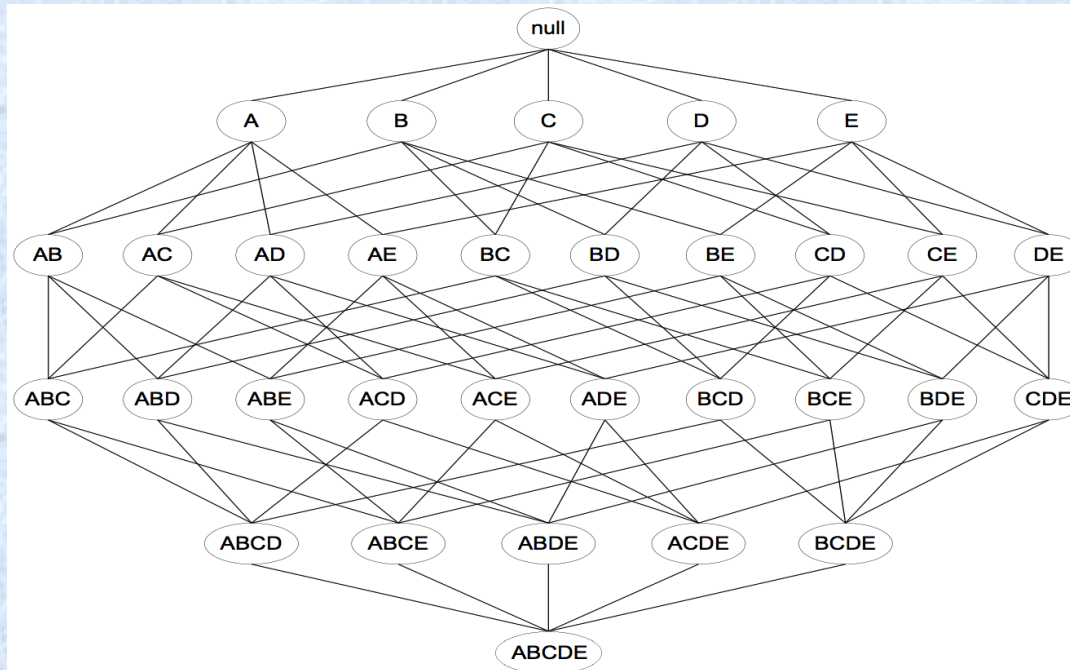 null
A B C D E
AB AC AD AE BC BD BE CD CE DE
ABC ABD ABE ACD ACE ADE BCD BCE BDE CDE
ABCD ABCE ABDE ACDE BCDE
ABCDE